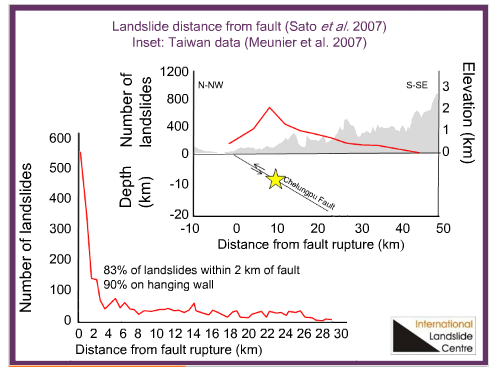 Landslide distance from fault (Sato et al. 2007)
Inset: Taiwan data (Meunier et al. 2007)
Number of landslides
1200
800
400
N-NW
S-SE
Elevation (km)
3
2
1
0
Depth (km)
-10
-20
Chelungpu Fault
-10 0 10 20 30 40 50
Distance from fault rupture (km)
Number of landslides
600
500
400
300
200
100
0
83% of landslides within 2 km of fault
90% on hanging wall
0 2 4 6 8 10 12 14 16 18 20 22 24 26 28 30
Distance from fault rupture (km)
International
Landslide
Centre